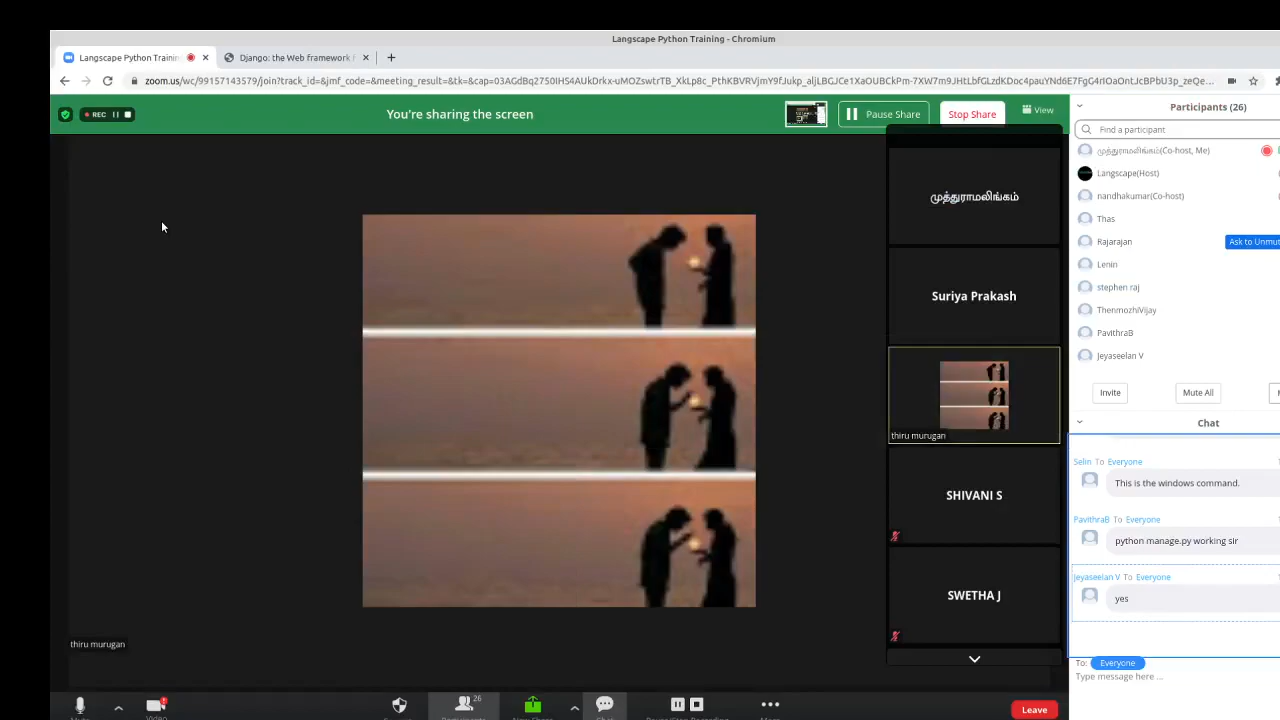 Langscape Python Training - Chromium
Langscape Python Trainin
Django: the Web framework f
REC
You're sharing the screen
Pause Share
Stop Share
View
Participants (26)
Find a participant
முத்துராமலிங்கம்(Co-host, Me)
Langscape(Host)
nandhakumar(Co-host)
Thas
Rajarajan
Ask to Unmut
Lenin
stephen raj
ThenmozhiVijay
PavithraB
Jeyaseelan V
Invite
Mute All
முத்துராமலிங்கம்
Suriya Prakash
thiru murugan
SHIVANI S
SWETHA J
thiru murugan
Chat
Selin To Everyone
This is the windows command.
PavithraB To Everyone
python manage.py working sir
Jeyaseelan V To Everyone
yes
To: Everyone
Type message here ...
26
Leave